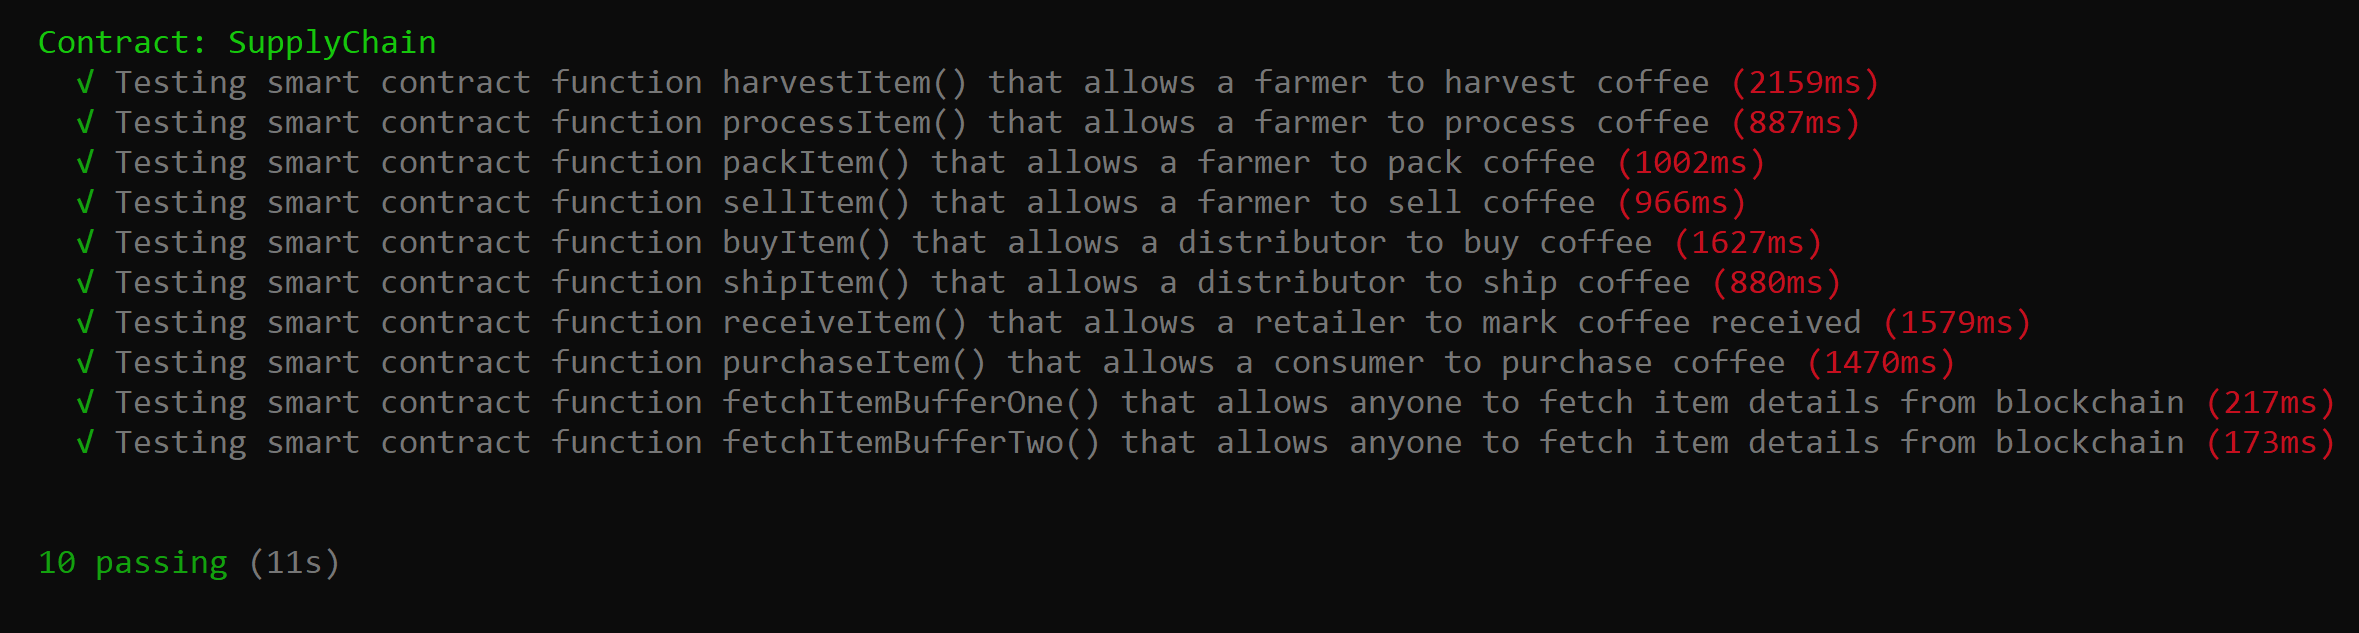 Contract: SupplyChain
√ Testing smart contract function harvestItem() that allows a farmer to harvest coffee (2159ms)
√ Testing smart contract function processItem() that allows a farmer to process coffee (887ms)
√ Testing smart contract function packItem() that allows a farmer to pack coffee (1002ms)
√ Testing smart contract function sellItem() that allows a farmer to sell coffee (966ms)
√ Testing smart contract function buyItem() that allows a distributor to buy coffee (1627ms)
√ Testing smart contract function shipItem() that allows a distributor to ship coffee (880ms)
√ Testing smart contract function receiveItem() that allows a retailer to mark coffee received (1579ms)
√ Testing smart contract function purchaseItem() that allows a consumer to purchase coffee (1470ms)
√ Testing smart contract function fetchItemBufferOne() that allows anyone to fetch item details from blockchain (217ms)
√ Testing smart contract function fetchItemBufferTwo() that allows anyone to fetch item details from blockchain (173ms)
10 passing (11s)